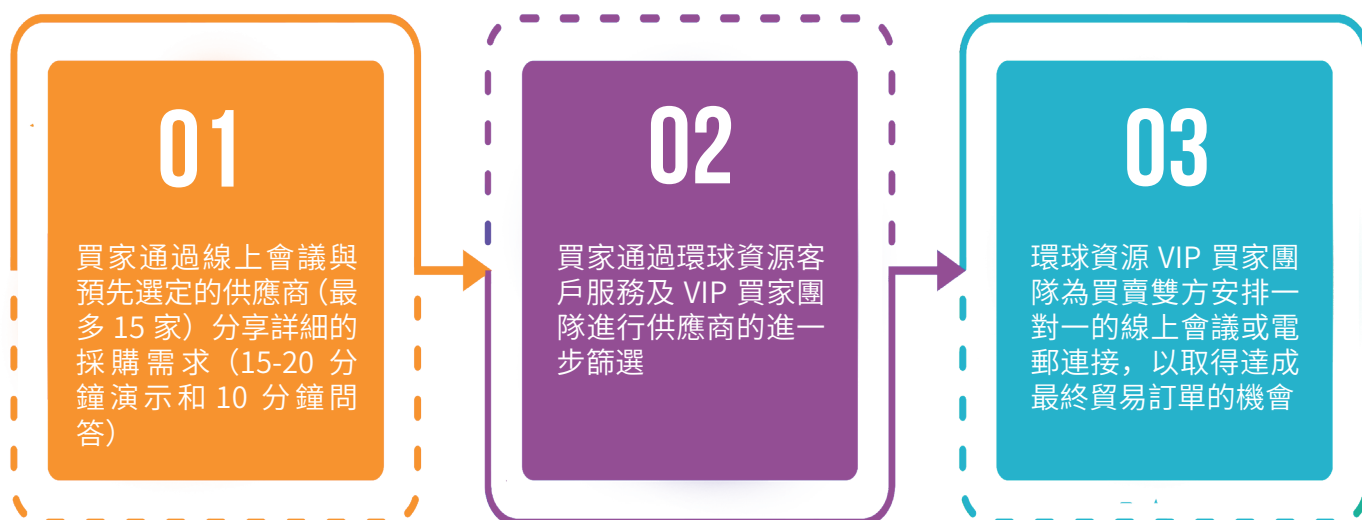 01
買家通過線上會議與
預先選定的供應商（最
多 15 家）分享詳細的
採購需求（15-20 分
鐘演示和 10 分鐘問
答）
02
買家通過環球資源客
戶服務及 VIP 買家團
隊進行供應商的進一
步篩選
03
環球資源 VIP 買家團
隊為買賣雙方安排一
對一的線上會議或電
郵連接，以取得達成
最終貿易訂單的機會